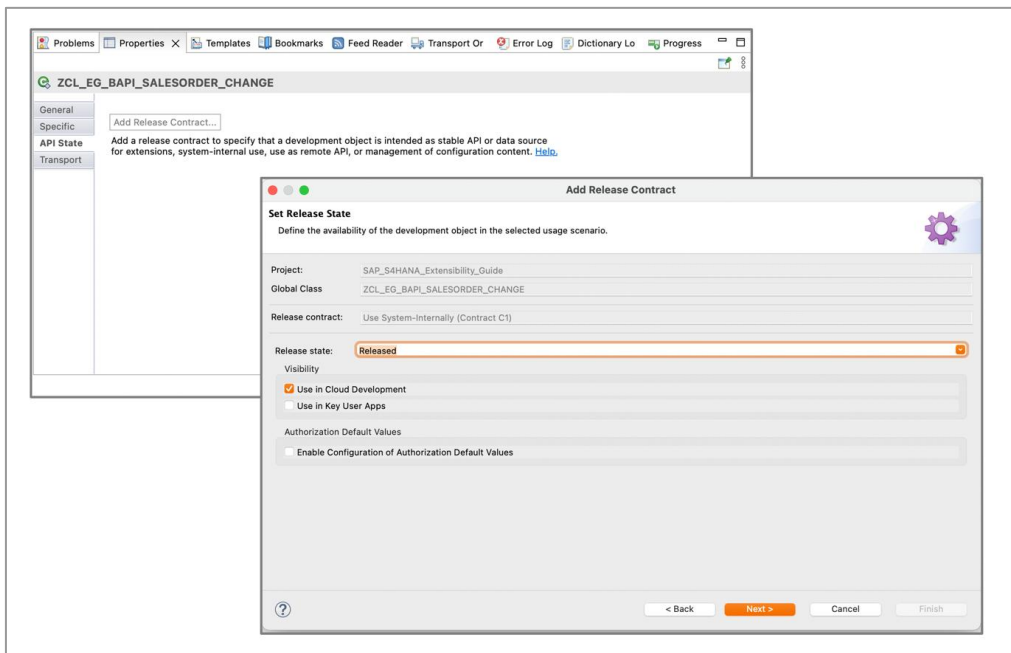 Problems Properties Templates Bookmarks Feed Reader Transport Or Error Log Dictionary Lo Progress
ZCL_EG_BAPI_SALESORDER_CHANGE
General
Specific
API State
Transport
Add Release Contract...
Add a release contract to specify that a development object is intended as stable API or data source
for extensions, system-internal use, use as remote API, or management of configuration content. Help.
Add Release Contract
Set Release State
Define the availability of the development object in the selected usage scenario.
Project: SAP_S4HANA_Extensibility_Guide
Global Class ZCL_EG_BAPI_SALESORDER_CHANGE
Release contract: Use System-Internally (Contract C1)
Release state: Released
Visibility
Use in Cloud Development
Use in Key User Apps
Authorization Default Values
Enable Configuration of Authorization Default Values
? < Back Next > Cancel Finish